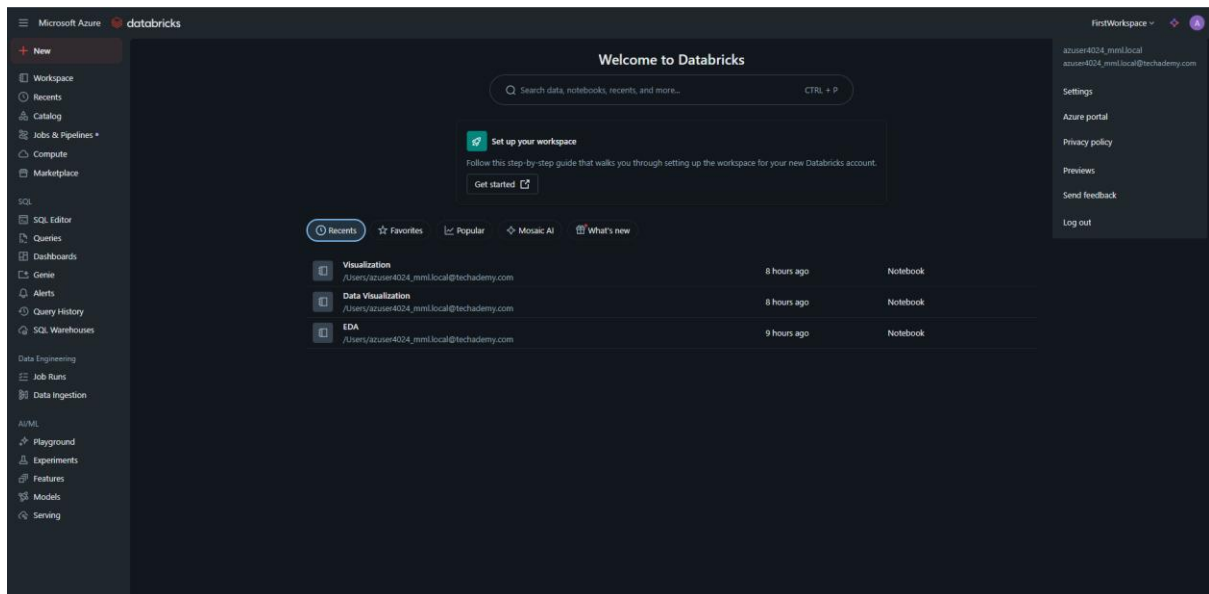 Microsoft Azure databricks
FirstWorkspace
A
New
Workspace
Recents
Catalog
Jobs & Pipelines
Compute
Marketplace
SQL
SQL Editor
Queries
Dashboards
Genie
Alerts
Query History
SQL Warehouses
Data Engineering
Job Runs
Data Ingestion
AI/ML
Playground
Experiments
Features
Models
Serving
Welcome to Databricks
Search data, notebooks, recents, and more... CTRL + P
Set up your workspace
Follow this step-by-step guide that walks you through setting up the workspace for your new Databricks account.
Get started
Recents Favorites Popular Mosaic AI What's new
Visualization
/Users/azuser4024_mml.local@techademy.com
8 hours ago Notebook
Data Visualization
/Users/azuser4024_mml.local@techademy.com
8 hours ago Notebook
EDA
/Users/azuser4024_mml.local@techademy.com
9 hours ago Notebook
azuser4024_mml.local
azuser4024_mml.local@techademy.com
Settings
Azure portal
Privacy policy
Previews
Send feedback
Log out